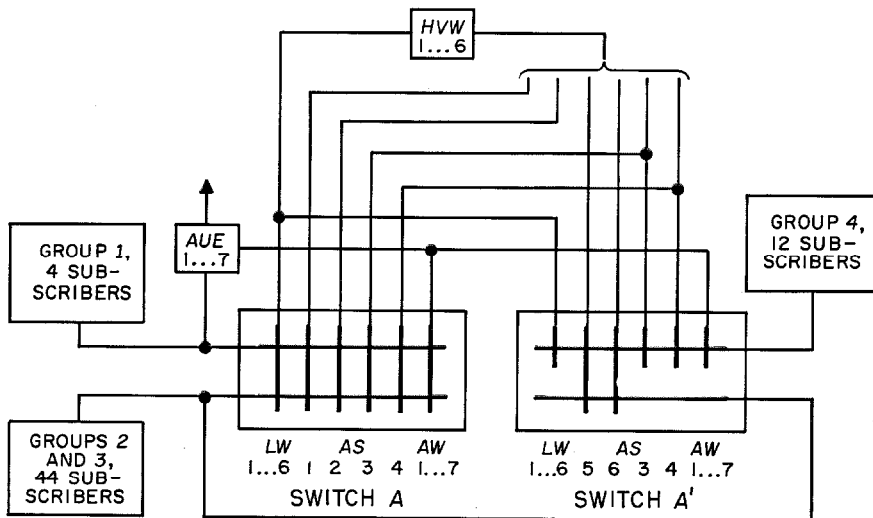 HVW
1...6
AUE
1...7
GROUP 1,
4 SUB-
SCRIBERS
GROUP 4,
12 SUB-
SCRIBERS
GROUPS 2
AND 3,
44 SUB-
SCRIBERS
LW AS AW
1...6 1 2 3 4 1...7
SWITCH A
LW AS AW
1...6 5 6 3 4 1...7
SWITCH A'